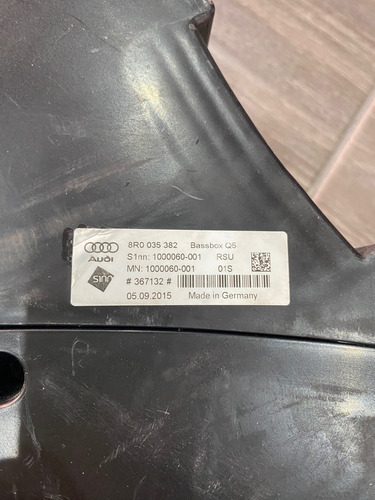 Audi
8R0 035 382 Bassbox Q5
S1nn: 1000060-001 RSU
MN: 1000060-001 01S
# 367132 #
05.09.2015 Made in Germany
s1nn